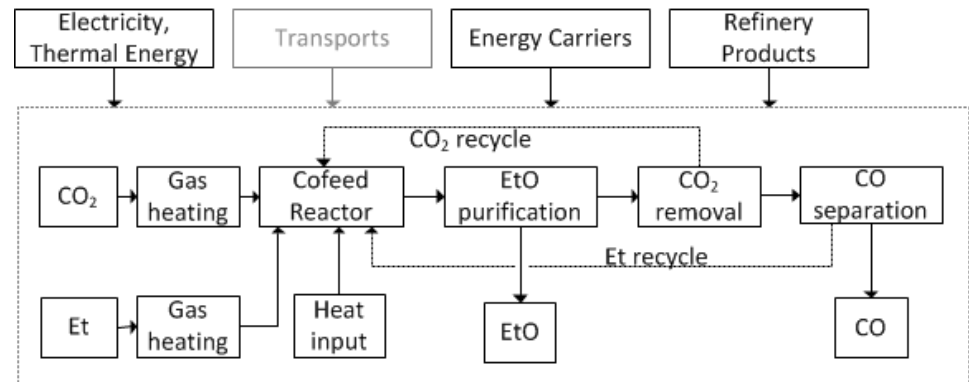 Electricity,
Thermal Energy
Transports
Energy Carriers
Refinery
Products
CO₂ recycle
CO₂
Gas
heating
Cofeed
Reactor
EtO
purification
CO₂
removal
CO
separation
Et recycle
Et
Gas
heating
Heat
input
EtO
CO